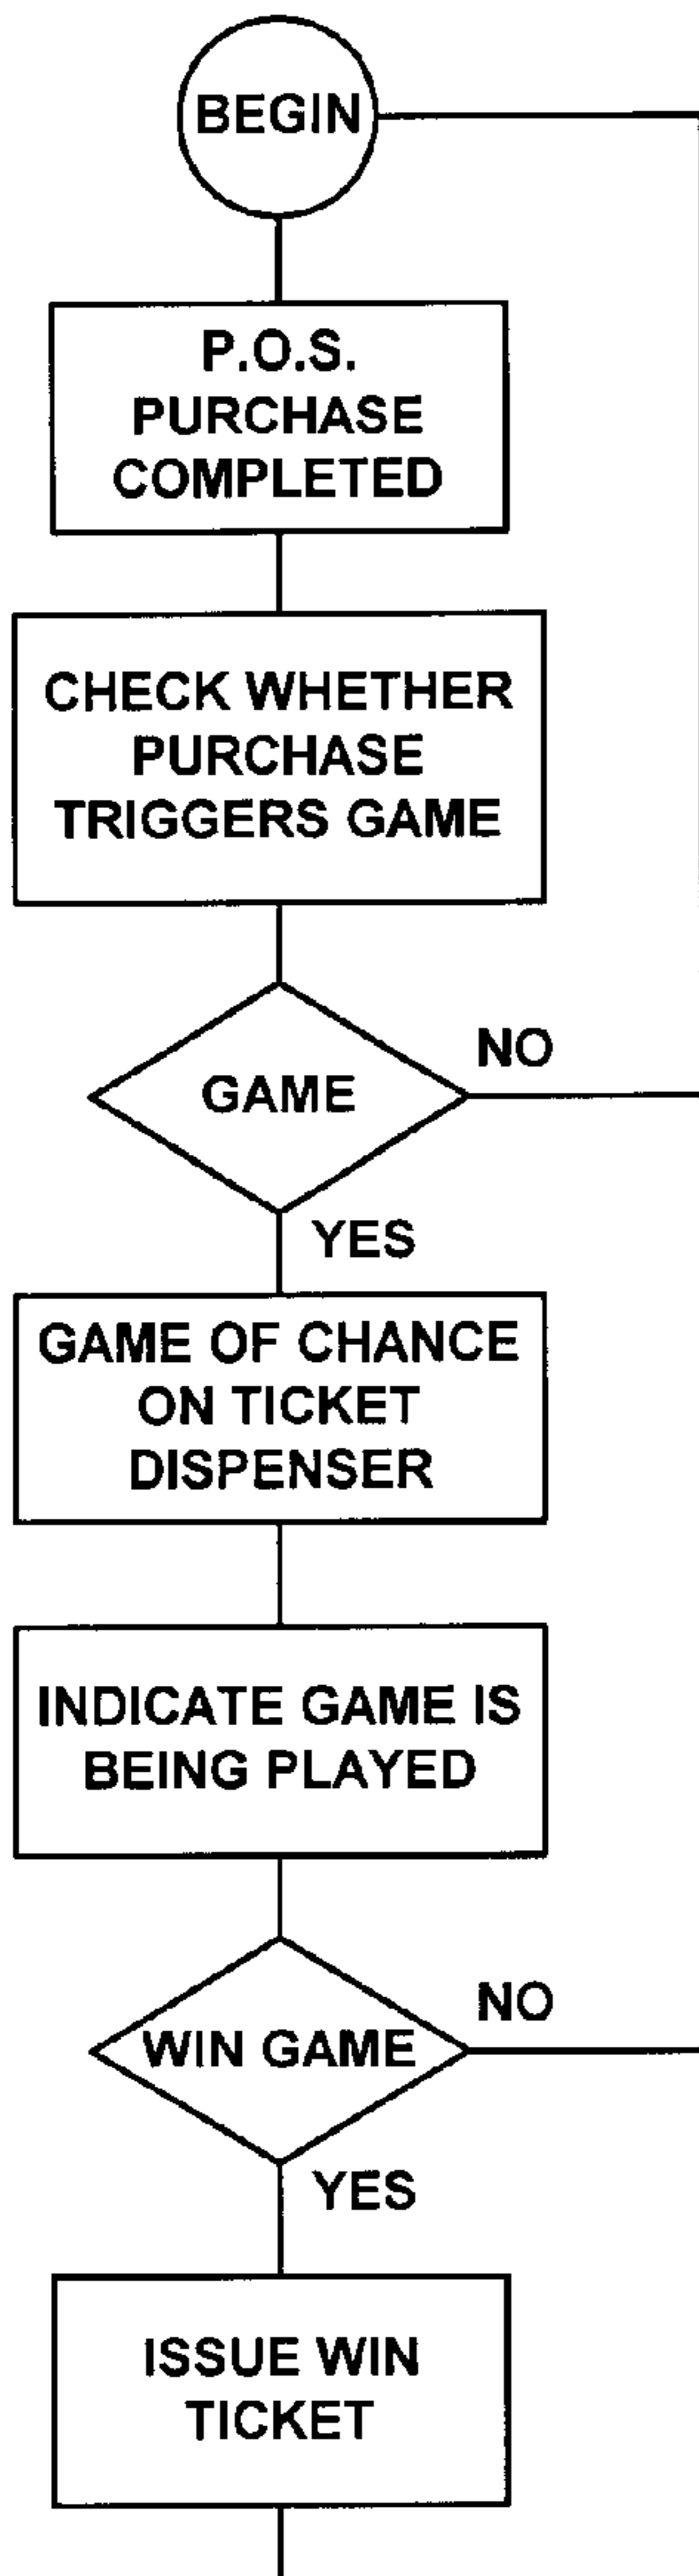 BEGIN
P.O.S.
PURCHASE
COMPLETED
CHECK WHETHER
PURCHASE
TRIGGERS GAME
GAME
NO
YES
GAME OF CHANCE
ON TICKET
DISPENSER
INDICATE GAME IS
BEING PLAYED
WIN GAME
NO
YES
ISSUE WIN
TICKET